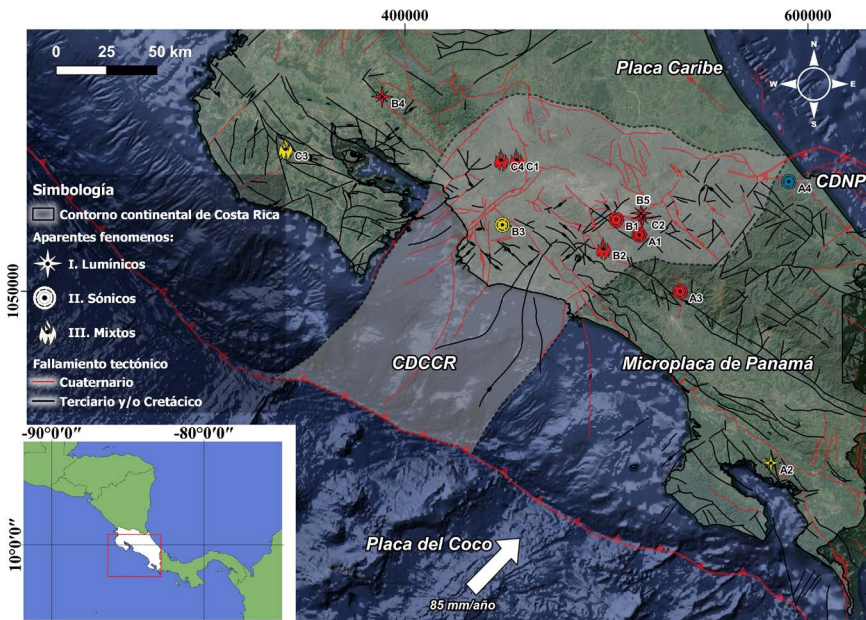 400000
600000
0 25 50 km
N
W E
S
Placa Caribe
B4
C3
C4 C1
CDNP
A4
B5
B1 C2
A1
B3
B2
A3
Simbología
Contorno continental de Costa Rica
Aparentes fenomenos:
I. Lumínicos
II. Sónicos
III. Mixtos
Fallamiento tectónico
Cuaternario
Terciario y/o Cretácico
1050000
CDCCR
Microplaca de Panamá
A2
-90°0'0" -80°0'0"
10°0'0"
Placa del Coco
85 mm/año